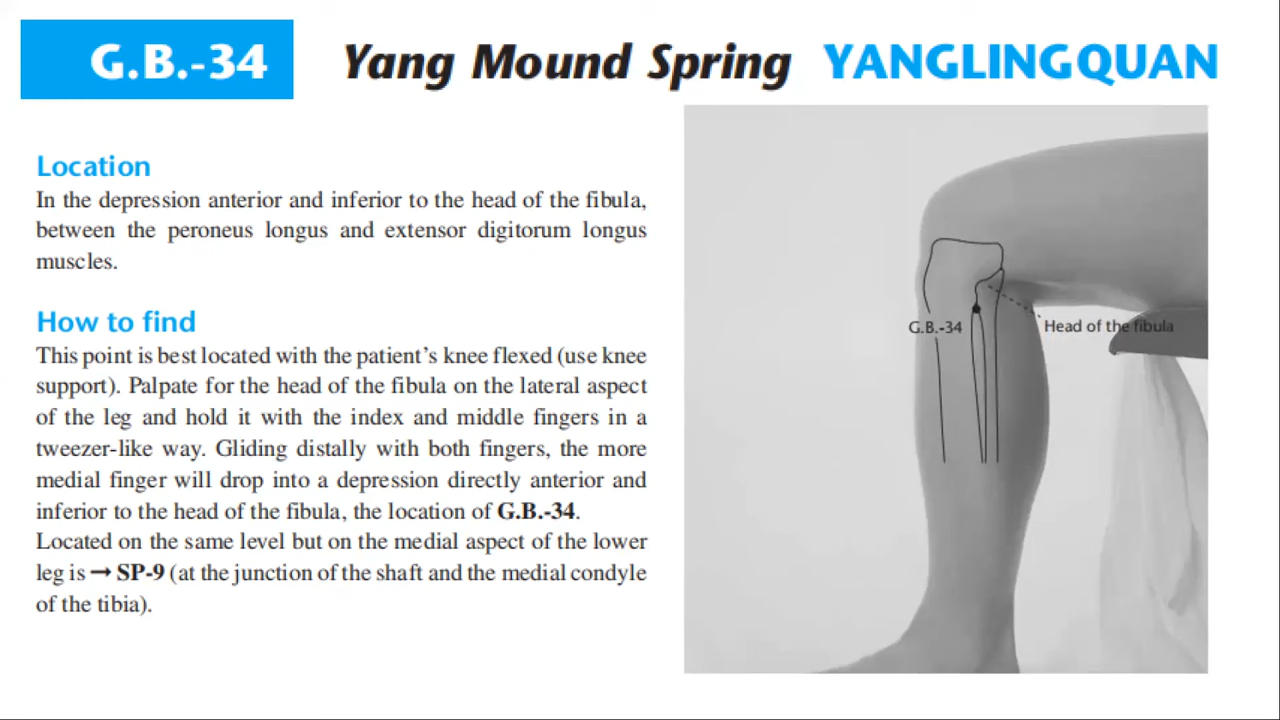 G.B.-34 Yang Mound Spring YANGLINGQUAN
Location
In the depression anterior and inferior to the head of the fibula,
between the peroneus longus and extensor digitorum longus
muscles.
How to find
This point is best located with the patient’s knee flexed (use knee
support). Palpate for the head of the fibula on the lateral aspect
of the leg and hold it with the index and middle fingers in a
tweezer-like way. Gliding distally with both fingers, the more
medial finger will drop into a depression directly anterior and
inferior to the head of the fibula, the location of G.B.-34.
Located on the same level but on the medial aspect of the lower
leg is → SP-9 (at the junction of the shaft and the medial condyle
of the tibia).
G.B.-34
Head of the fibula